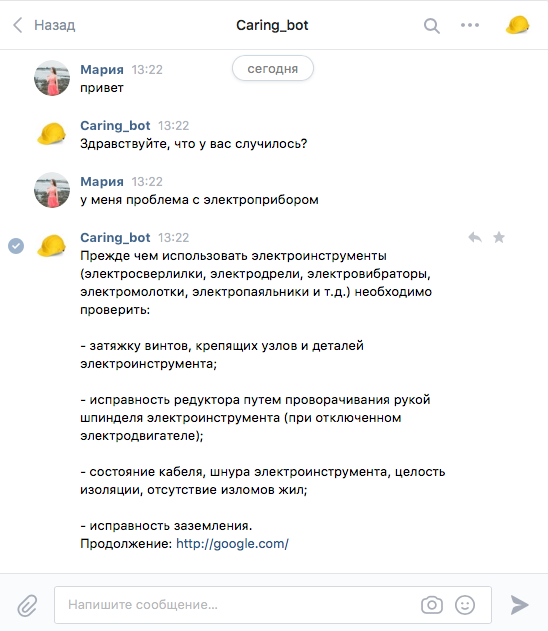 Назад
Caring_bot
сегодня
Мария 13:22
привет
Caring_bot 13:22
Здравствуйте, что у вас случилось?
Мария 13:22
у меня проблема с электроприбором
Caring_bot 13:22
Прежде чем использовать электроинструменты
(электросверлилки, электродрели, электровибраторы,
электромолотки, электропаяльники и т.д.) необходимо
проверить:
- затяжку винтов, крепящих узлов и деталей
электроинструмента;
- исправность редуктора путем проворачивания рукой
шпинделя электроинструмента (при отключенном
электродвигателе);
- состояние кабеля, шнура электроинструмента, целость
изоляции, отсутствие изломов жил;
- исправность заземления.
Продолжение: http://google.com/
Напишите сообщение...